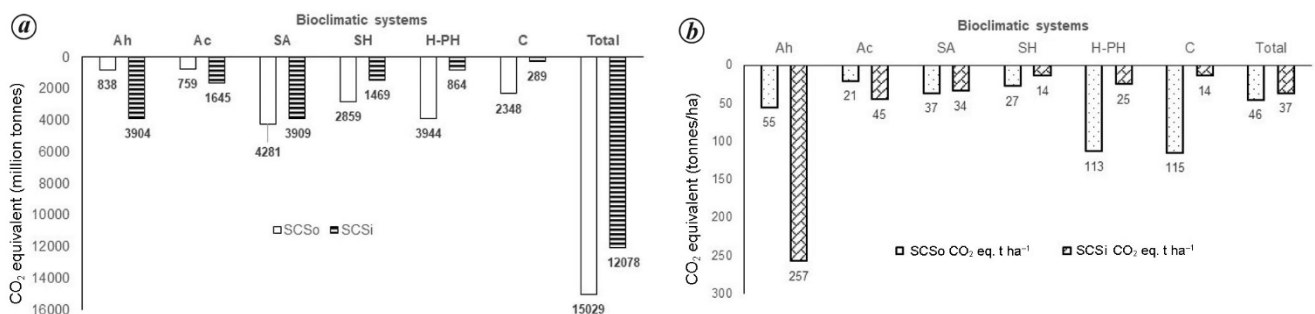 a
Bioclimatic systems
Ah Ac SA SH H-PH C Total
CO₂ equivalent (million tonnes)
0
2000
4000
6000
8000
10000
12000
14000
16000
838 3904 759 1645 4281 3909 2859 1469 3944 864 2348 289 15029 12078
SCSo SCSi
b
Bioclimatic systems
Ah Ac SA SH H-PH C Total
CO₂ equivalent (tonnes/ha)
0
50
100
150
200
250
300
55 257 21 45 37 34 27 14 113 25 115 14 46 37
SCSo CO₂ eq. t ha⁻¹ SCSi CO₂ eq. t ha⁻¹